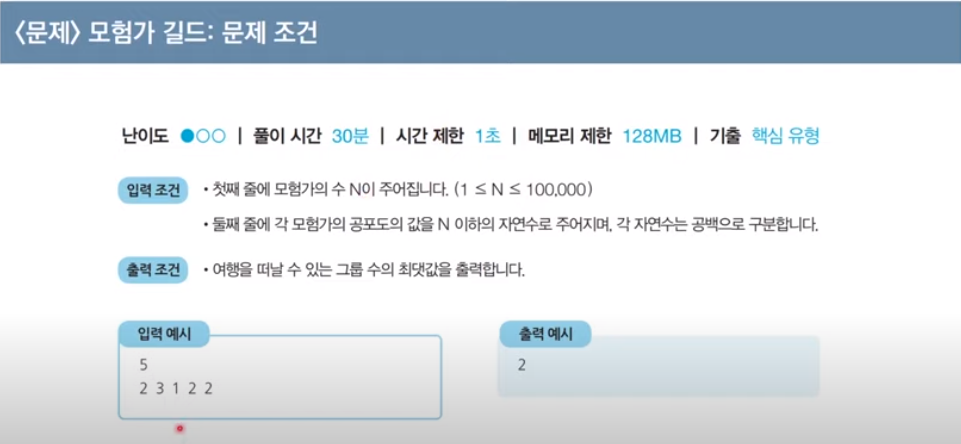 <문제> 모험가 길드: 문제 조건
난이도 ●○○ | 풀이 시간 30분 | 시간 제한 1초 | 메모리 제한 128MB | 기출 핵심 유형
입력 조건 • 첫째 줄에 모험가의 수 N이 주어집니다. (1 ≤ N ≤ 100,000)
• 둘째 줄에 각 모험가의 공포도의 값을 N 이하의 자연수로 주어지며, 각 자연수는 공백으로 구분합니다.
출력 조건 • 여행을 떠날 수 있는 그룹 수의 최댓값을 출력합니다.
입력 예시
5
2 3 1 2 2
출력 예시
2